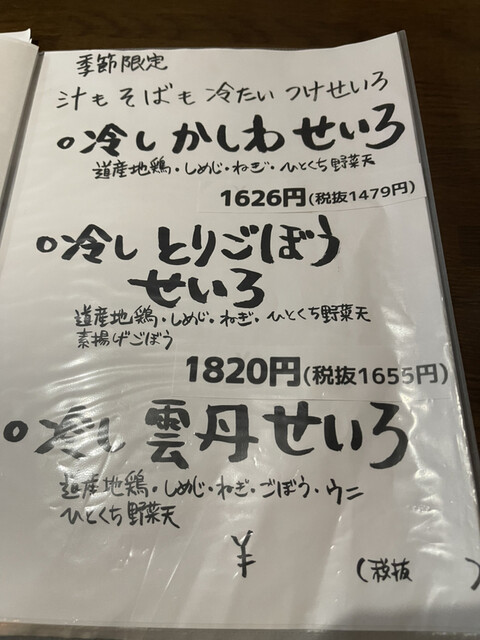 季節限定
汁もそばも冷たいつけせいろ
○冷しかしわせいろ
道産地鶏・しめじ・ねぎ・ひとくち野菜天
1626円(税抜1479円)
○冷しとりごぼう
せいろ
道産地鶏・しめじ・ねぎ・ひとくち野菜天
素揚げごぼう
1820円(税抜1655円)
○冷し雲丹せいろ
道産地鶏・しめじ・ねぎ・ごぼう・ウニ
ひとくち野菜天
¥ (税抜 )